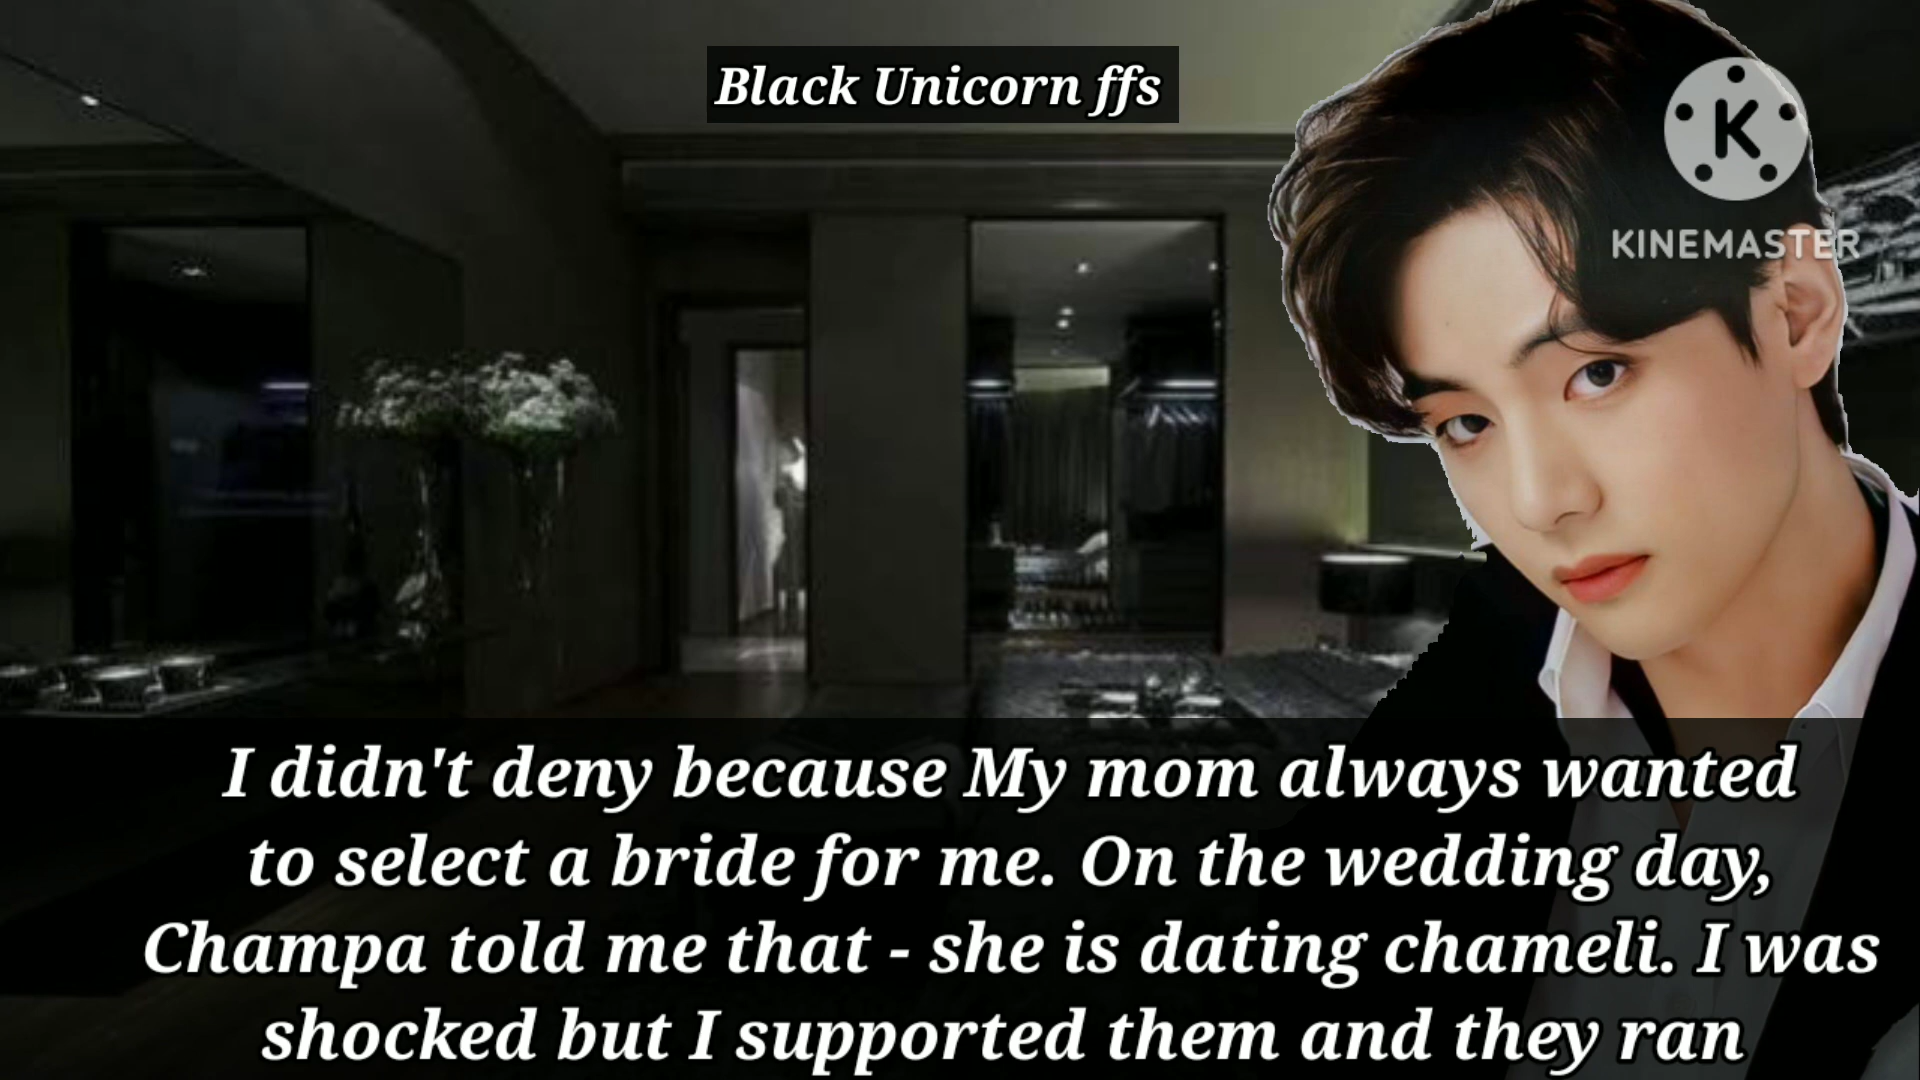 Black Unicorn ffs
K
KINEMASTER
I didn't deny because My mom always wanted
to select a bride for me. On the wedding day,
Champa told me that - she is dating chameli. I was
shocked but I supported them and they ran